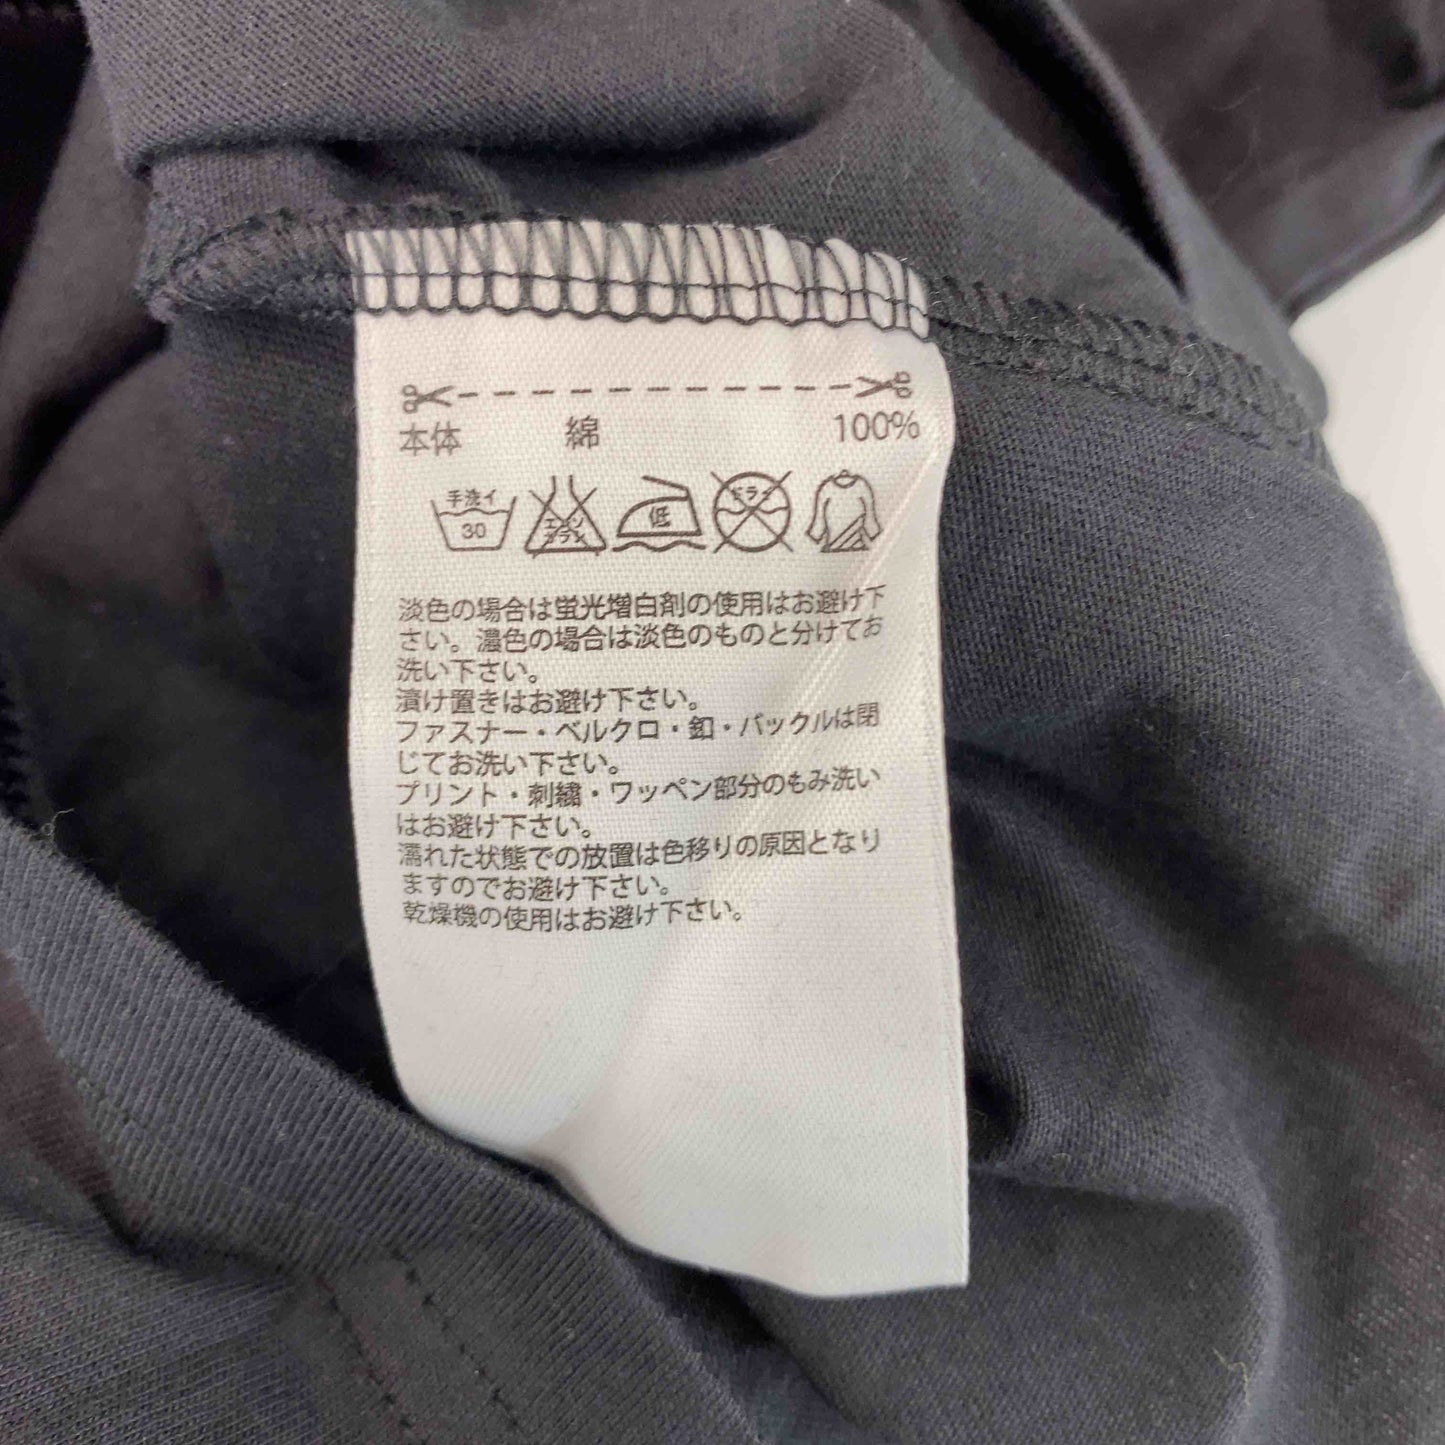 本体 綿 100%
手洗イ 30 エンソ サラシ 低 ドライ
淡色の場合は蛍光増白剤の使用はお避け下
さい。濃色の場合は淡色のものと分けてお
洗い下さい。
漬け置きはお避け下さい。
ファスナー・ベルクロ・釦・バックルは閉
じてお洗い下さい。
プリント・刺繍・ワッペン部分のもみ洗い
はお避け下さい。
濡れた状態での放置は色移りの原因となり
ますのでお避け下さい。
乾燥機の使用はお避け下さい。